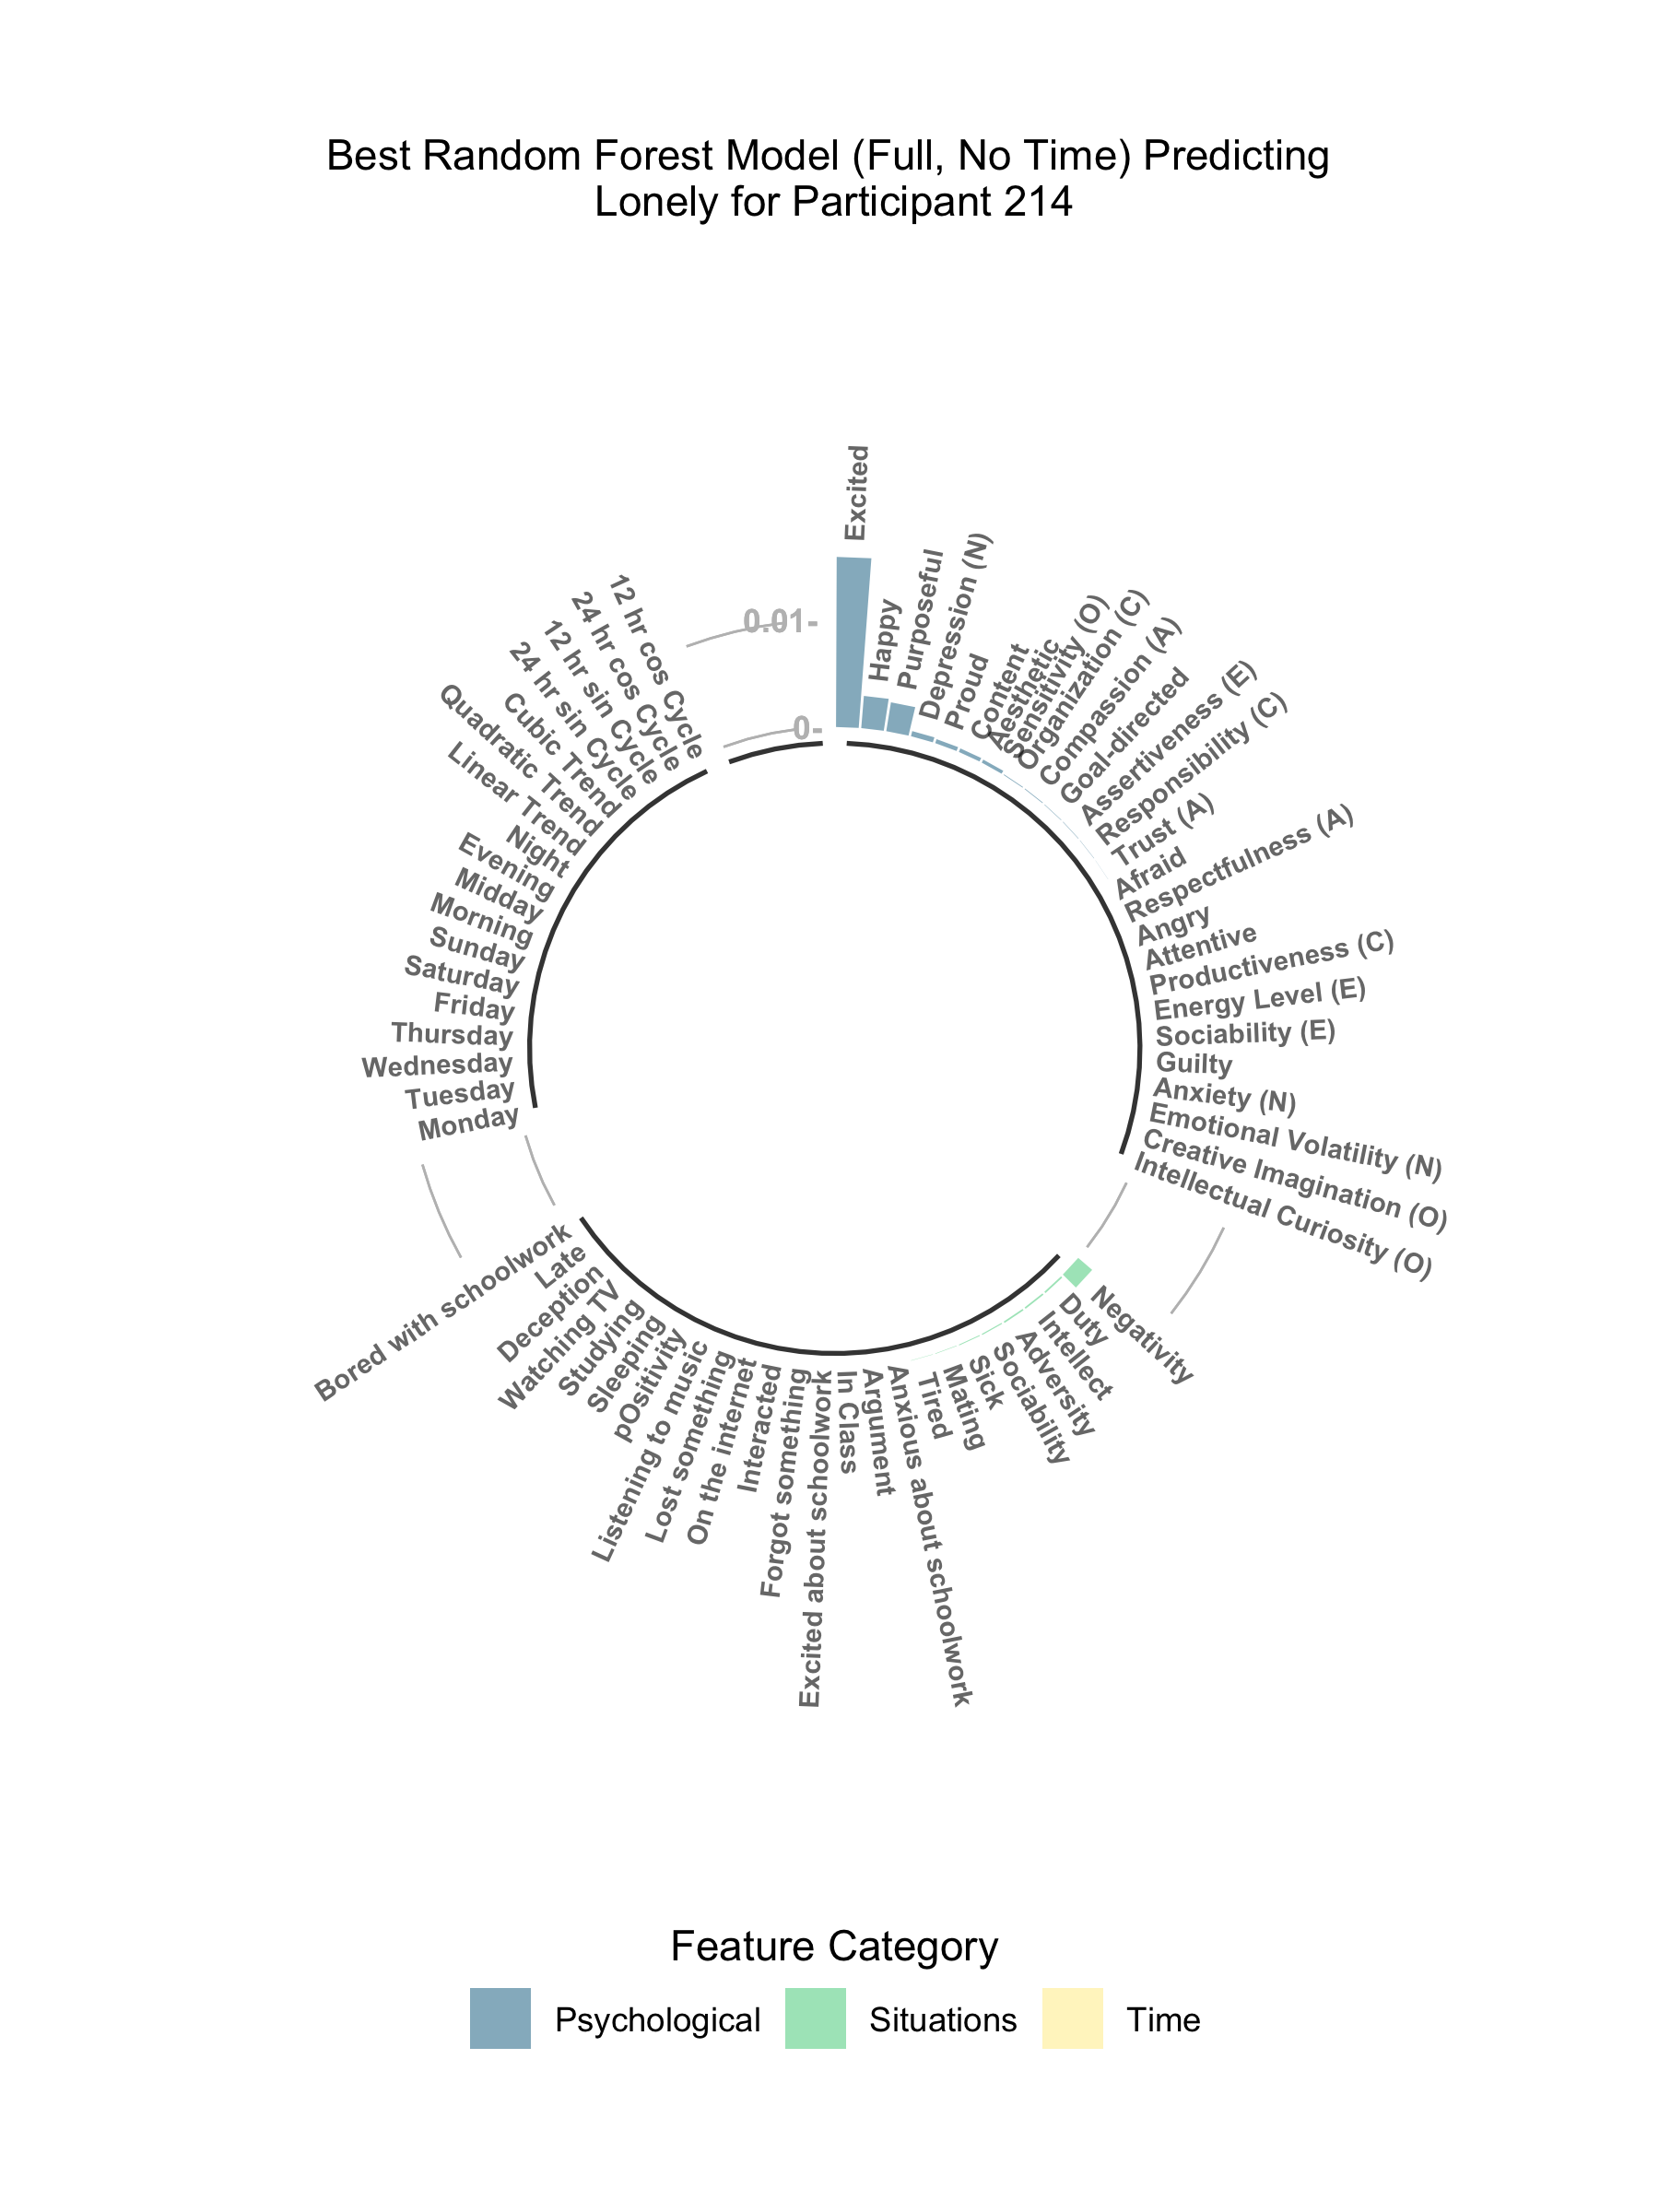 Best Random Forest Model (Full, No Time) Predicting
Lonely for Participant 214
0.01-
0-
Excited
Happy
Purposeful
Depression (N)
Proud
Content
Aesthetic
Sensitivity (O)
Organization (C)
Compassion (A)
Goal-directed
Assertiveness (E)
Responsibility (C)
Trust (A)
Afraid
Respectfulness (A)
Angry
Attentive
Productiveness (C)
Energy Level (E)
Sociability (E)
Guilty
Anxiety (N)
Emotional Volatility (N)
Creative Imagination (O)
Intellectual Curiosity (O)
Negativity
Duty
Intellect
Adversity
Sociability
Sick
Mating
Tired
Anxious about schoolwork
Argument
In Class
Excited about schoolwork
Forgot something
Interacted
On the internet
Lost something
Listening to music
pOsitivity
Sleeping
Studying
Watching TV
Deception
Late
Bored with schoolwork
Monday
Tuesday
Wednesday
Thursday
Friday
Saturday
Sunday
Morning
Midday
Evening
Night
Linear Trend
Quadratic Trend
Cubic Trend
24 hr sin Cycle
12 hr sin Cycle
24 hr cos Cycle
12 hr cos Cycle
Feature Category
Psychological
Situations
Time